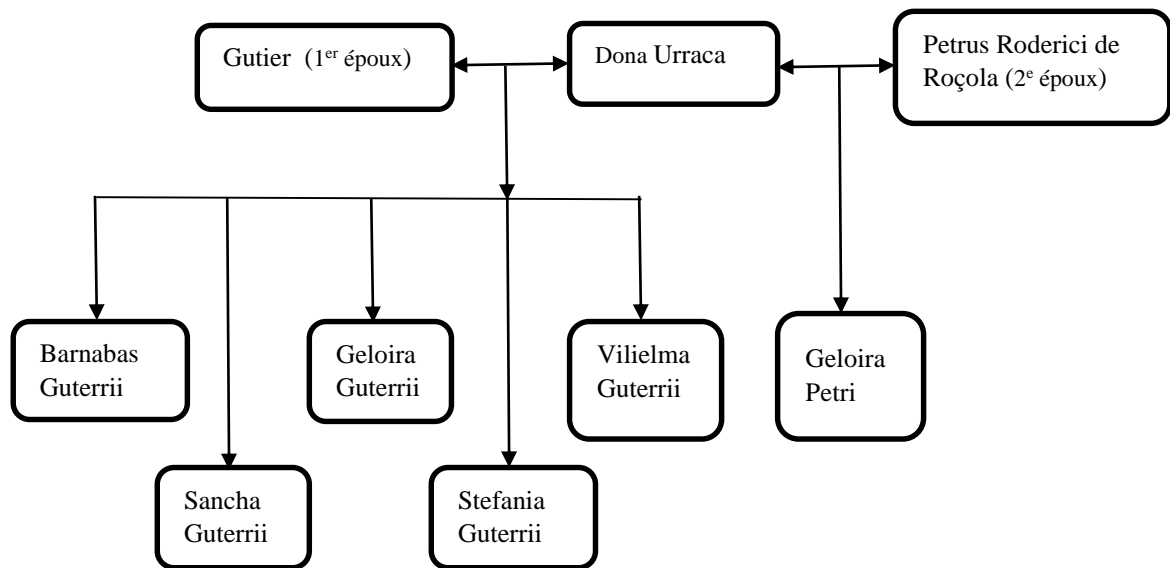 Gutier (1er époux)
Dona Urraca
Petrus Roderici de
Roçola (2e époux)
Barnabas
Guterrii
Geloira
Guterrii
Vilielma
Guterrii
Geloira
Petri
Sancha
Guterrii
Stefania
Guterrii